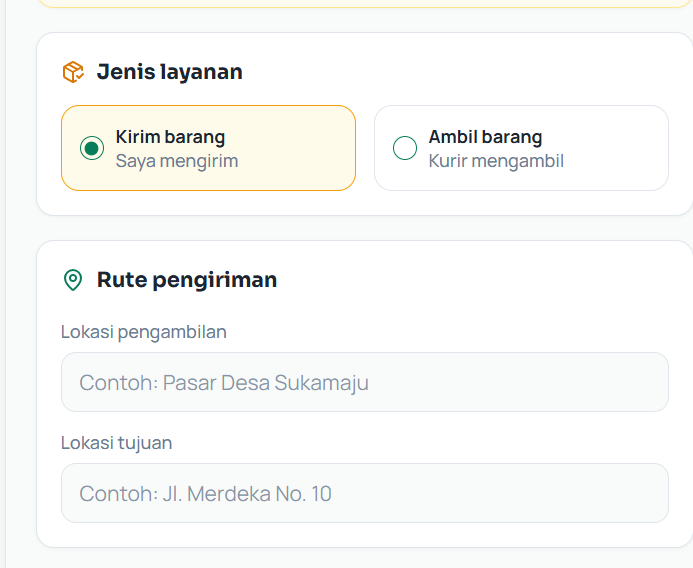 Jenis layanan
Kirim barang
Saya mengirim
Ambil barang
Kurir mengambil
Rute pengiriman
Lokasi pengambilan
Contoh: Pasar Desa Sukamaju
Lokasi tujuan
Contoh: Jl. Merdeka No. 10